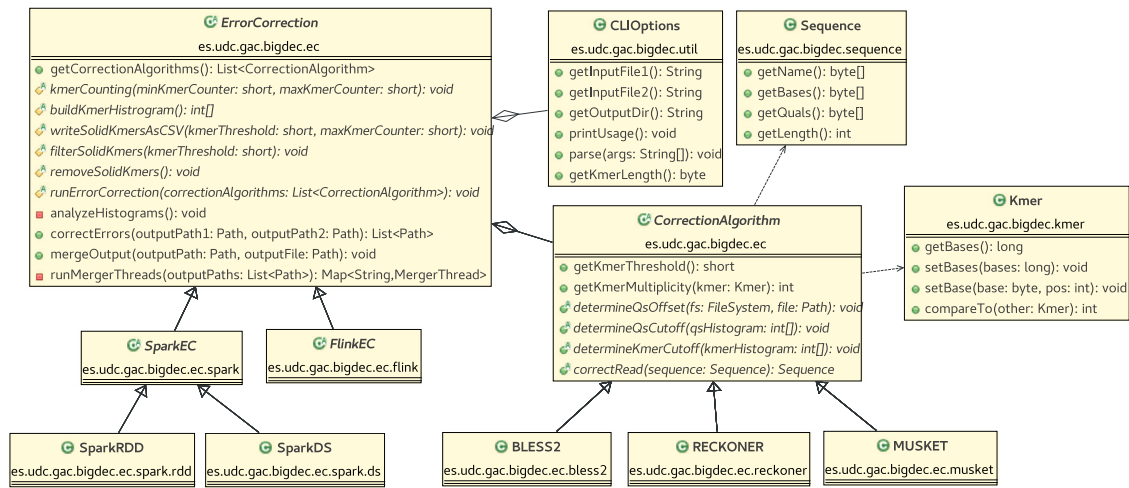 ErrorCorrection
es.udc.gac.bigdec.ec
getCorrectionAlgorithms(): List<CorrectionAlgorithm>
kmerCounting(minKmerCounter: short, maxKmerCounter: short): void
buildKmerHistrogram(): int[]
writeSolidKmersAsCSV(kmerThreshold: short, maxKmerCounter: short): void
filterSolidKmers(kmerThreshold: short): void
removeSolidKmers(): void
runErrorCorrection(correctionAlgorithms: List<CorrectionAlgorithm>): void
analyzeHistograms(): void
correctErrors(outputPath1: Path, outputPath2: Path): List<Path>
mergeOutput(outputPath: Path, outputFile: Path): void
runMergerThreads(outputPaths: List<Path>): Map<String,MergerThread>
CLIOptions
es.udc.gac.bigdec.util
getInputFile1(): String
getInputFile2(): String
getOutputDir(): String
printUsage(): void
parse(args: String[]): void
getKmerLength(): byte
Sequence
es.udc.gac.bigdec.sequence
getName(): byte[]
getBases(): byte[]
getQuals(): byte[]
getLength(): int
CorrectionAlgorithm
es.udc.gac.bigdec.ec
getKmerThreshold(): short
getKmerMultiplicity(kmer: Kmer): int
determineQsOffset(fs: FileSystem, file: Path): void
determineQsCutoff(qsHistogram: int[]): void
determineKmerCutoff(kmerHistogram: int[]): void
correctRead(sequence: Sequence): Sequence
Kmer
es.udc.gac.bigdec.kmer
getBases(): long
setBases(bases: long): void
setBase(base: byte, pos: int): void
compareTo(other: Kmer): int
SparkEC
es.udc.gac.bigdec.ec.spark
FlinkEC
es.udc.gac.bigdec.ec.flink
SparkRDD
es.udc.gac.bigdec.ec.spark.rdd
SparkDS
es.udc.gac.bigdec.ec.spark.ds
BLESS2
es.udc.gac.bigdec.ec.bless2
RECKONER
es.udc.gac.bigdec.ec.reckoner
MUSKET
es.udc.gac.bigdec.ec.musket